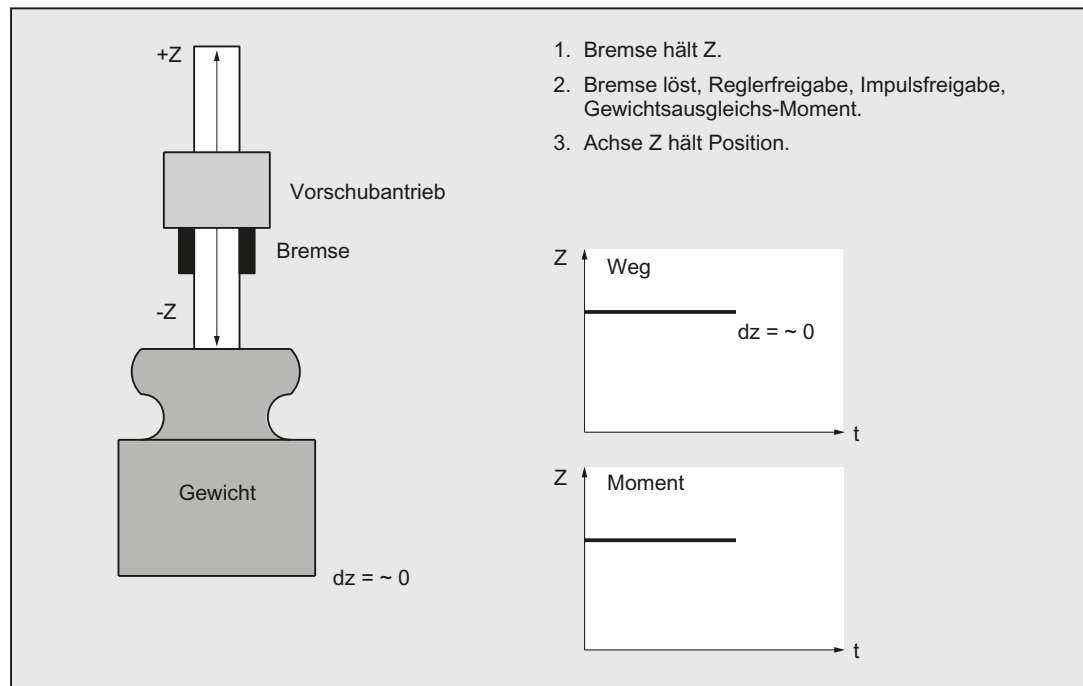 +Z
Vorschubantrieb
Bremse
-Z
Gewicht
dz = ~ 0
1. Bremse hält Z.
2. Bremse löst, Reglerfreigabe, Impulsfreigabe,
Gewichtsausgleichs-Moment.
3. Achse Z hält Position.
Z
Weg
dz = ~ 0
t
Z
Moment
t